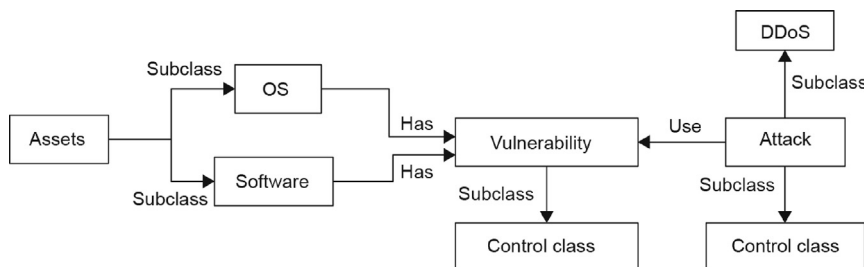 DDoS
Subclass
Subclass
OS
Has
Assets
Vulnerability
Use
Attack
Has
Software
Subclass
Subclass
Subclass
Control class
Control class